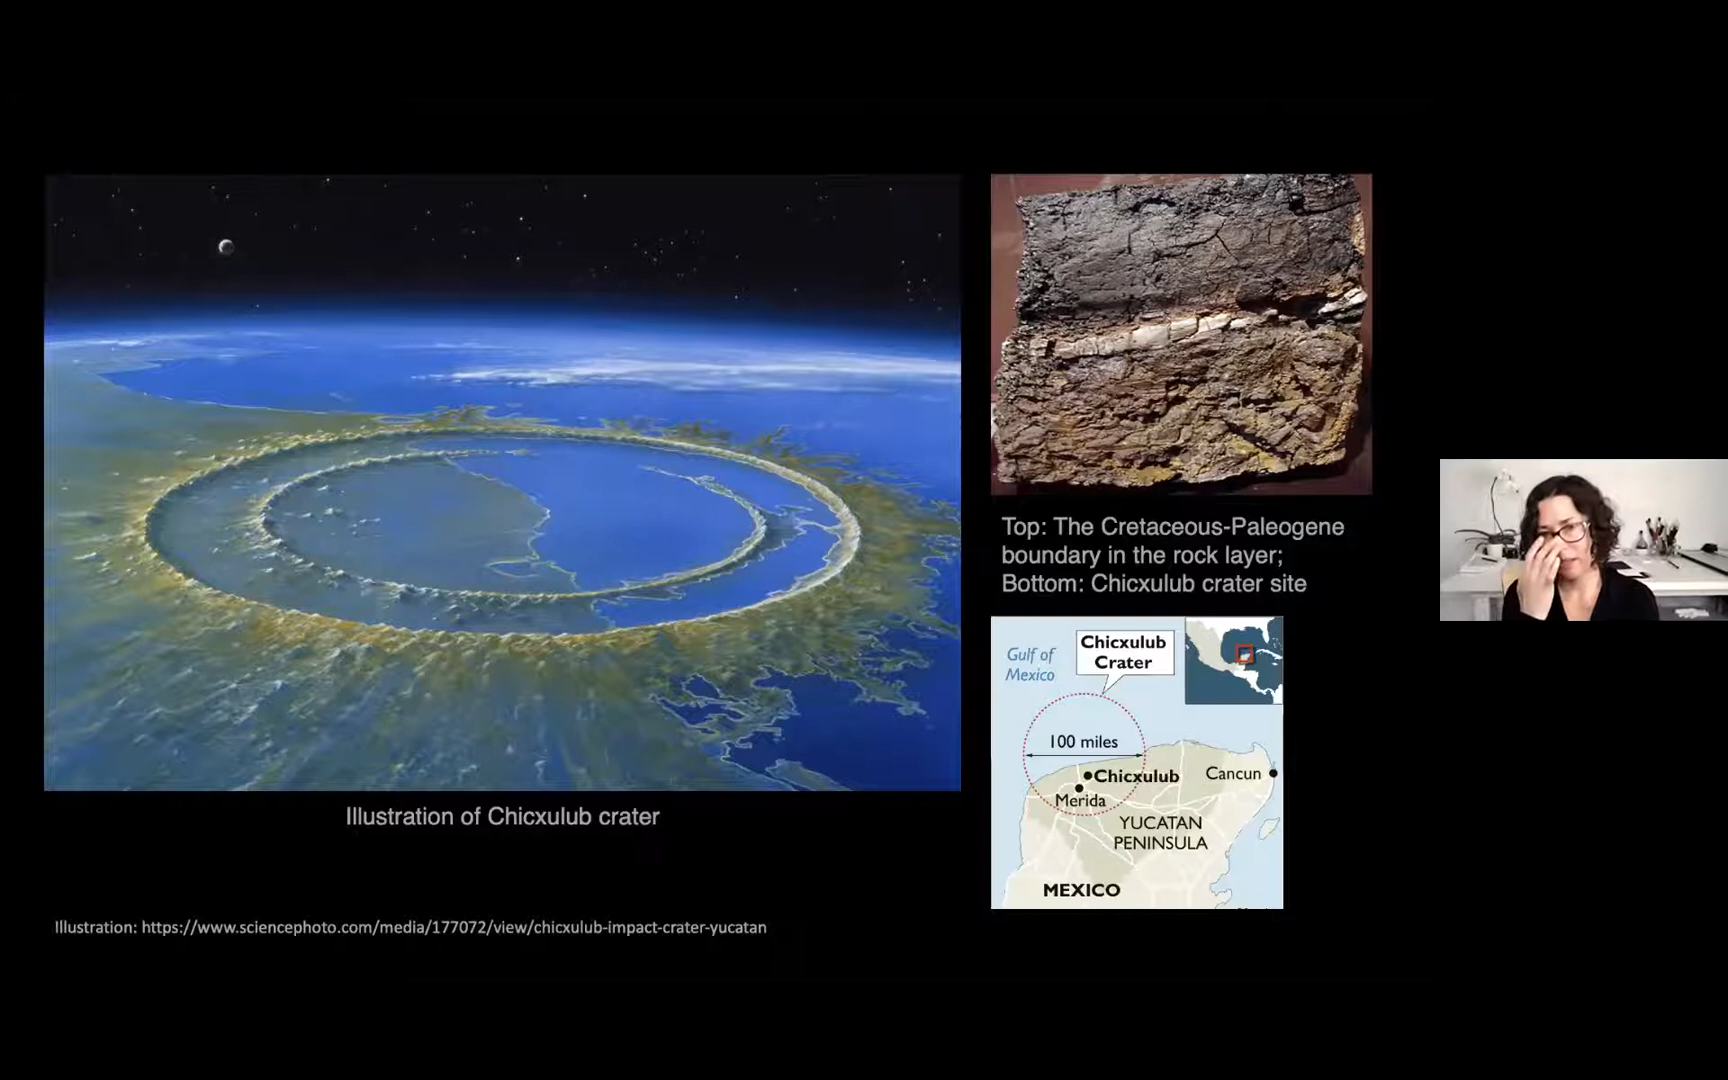 Illustration of Chicxulub crater
Illustration: https://www.sciencephoto.com/media/177072/view/chicxulub-impact-crater-yucatan
Top: The Cretaceous-Paleogene
boundary in the rock layer;
Bottom: Chicxulub crater site
Gulf of
Mexico
Chicxulub
Crater
100 miles
Chicxulub
Cancun
Merida
YUCATAN
PENINSULA
MEXICO